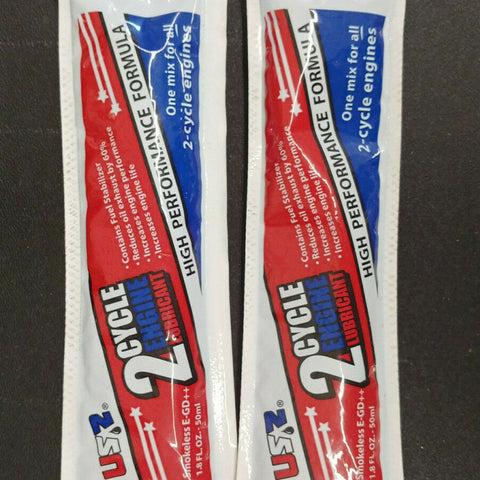 One mix for all
2-cycle engines
HIGH PERFORMANCE FORMULA
• Contains Fuel Stabilizer
• Reduces oil exhaust by 60%
• Increases engine performance
• Increases engine life
2 CYCLE
ENGINE
LUBRICANT
Smokeless E-GD++
1.8 FL. OZ. - 50ml
One mix for all
2-cycle engines
HIGH PERFORMANCE FORMULA
• Contains Fuel Stabilizer
• Reduces oil exhaust by 60%
• Increases engine performance
• Increases engine life
2 CYCLE
ENGINE
LUBRICANT
Smokeless E-GD++
1.8 FL. OZ. - 50ml